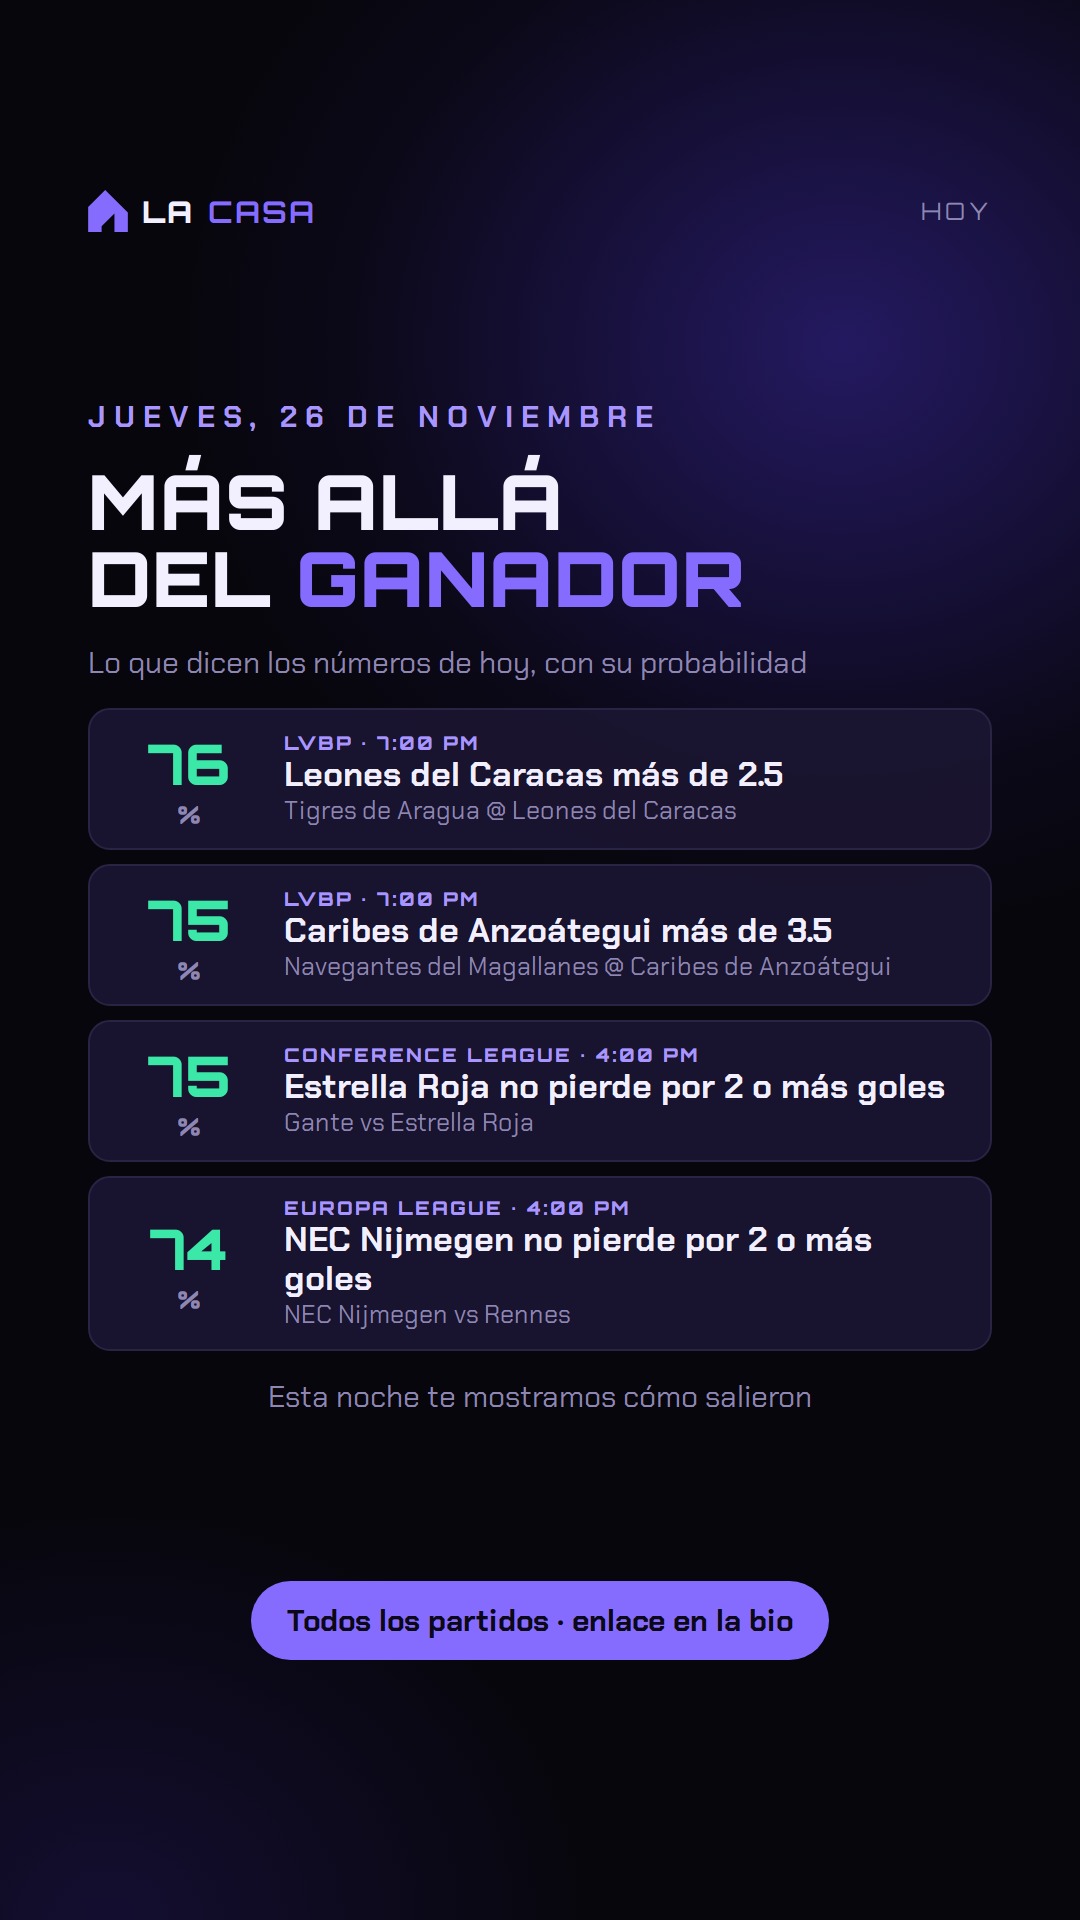 LA CASA
HOY
JUEVES, 26 DE NOVIEMBRE
MÁS ALLÁ
DEL GANADOR
Lo que dicen los números de hoy, con su probabilidad
76
%
LVBP · 7:00 PM
Leones del Caracas más de 2.5
Tigres de Aragua @ Leones del Caracas
75
%
LVBP · 7:00 PM
Caribes de Anzoátegui más de 3.5
Navegantes del Magallanes @ Caribes de Anzoátegui
75
%
CONFERENCE LEAGUE · 4:00 PM
Estrella Roja no pierde por 2 o más goles
Gante vs Estrella Roja
74
%
EUROPA LEAGUE · 4:00 PM
NEC Nijmegen no pierde por 2 o más
goles
NEC Nijmegen vs Rennes
Esta noche te mostramos cómo salieron
Todos los partidos · enlace en la bio